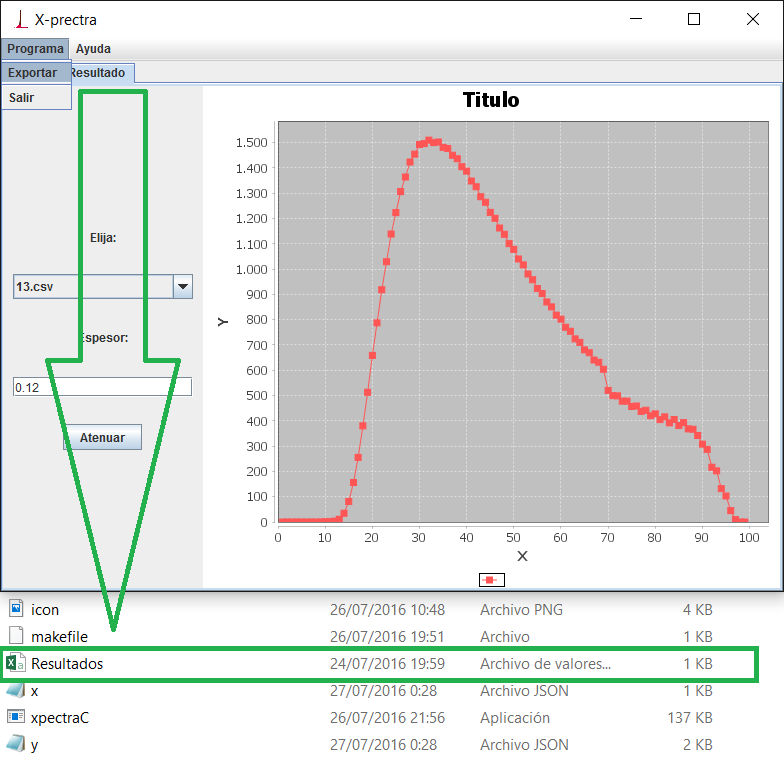 X-prectra
Programa Ayuda
Exportar Resultado
Salir
Titulo
Elija:
13.csv
Espesor:
0.12
Atenuar
Y
1.500
1.400
1.300
1.200
1.100
1.000
900
800
700
600
500
400
300
200
100
0
0 10 20 30 40 50 60 70 80 90 100
X
icon 26/07/2016 10:48 Archivo PNG 4 KB
makefile 26/07/2016 19:51 Archivo 1 KB
Resultados 24/07/2016 19:59 Archivo de valores... 1 KB
x 27/07/2016 0:28 Archivo JSON 1 KB
xpectraC 26/07/2016 21:56 Aplicación 137 KB
y 27/07/2016 0:28 Archivo JSON 2 KB